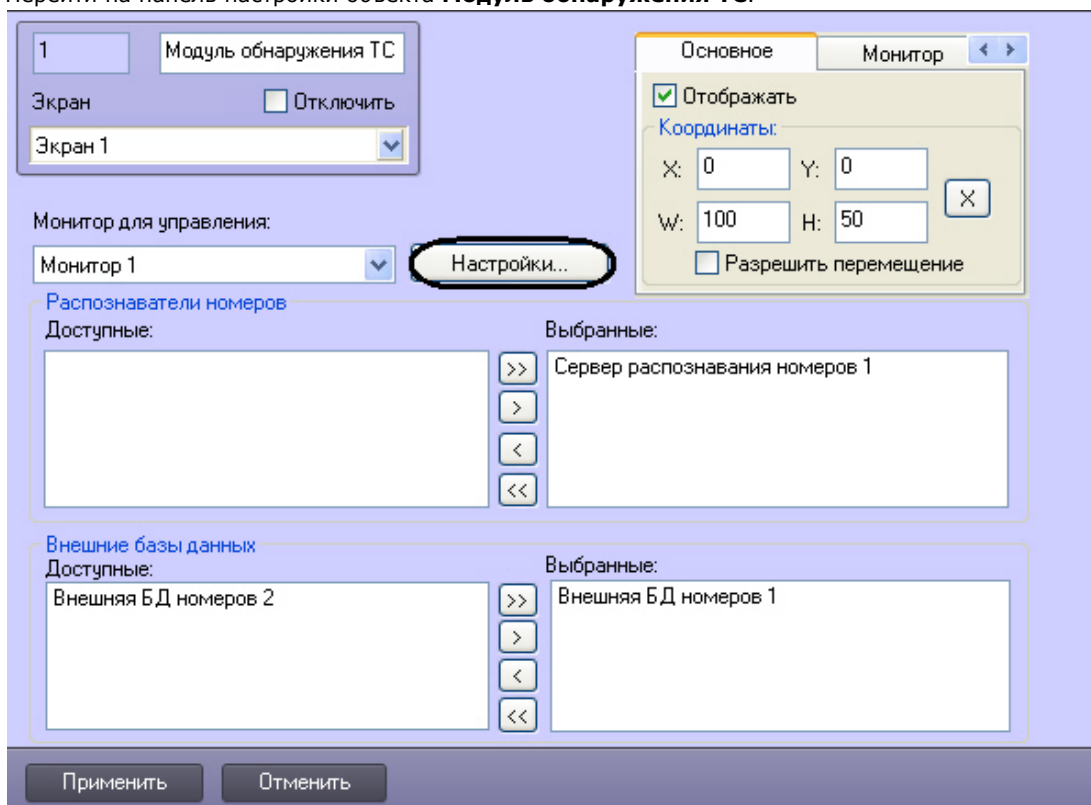 Перейти на панель настройки объекта Модуль обнаружения ТС.
1
Модуль обнаружения ТС
Экран
Отключить
Экран 1
Основное
Монитор
Отображать
Координаты:
X: 0
Y: 0
X
W: 100
H: 50
Разрешить перемещение
Монитор для управления:
Монитор 1
Настройки...
Распознаватели номеров
Доступные:
Выбранные:
Сервер распознавания номеров 1
>>
>
<
<<
Внешние базы данных
Доступные:
Выбранные:
Внешняя БД номеров 2
Внешняя БД номеров 1
>>
>
<
<<
Применить
Отменить